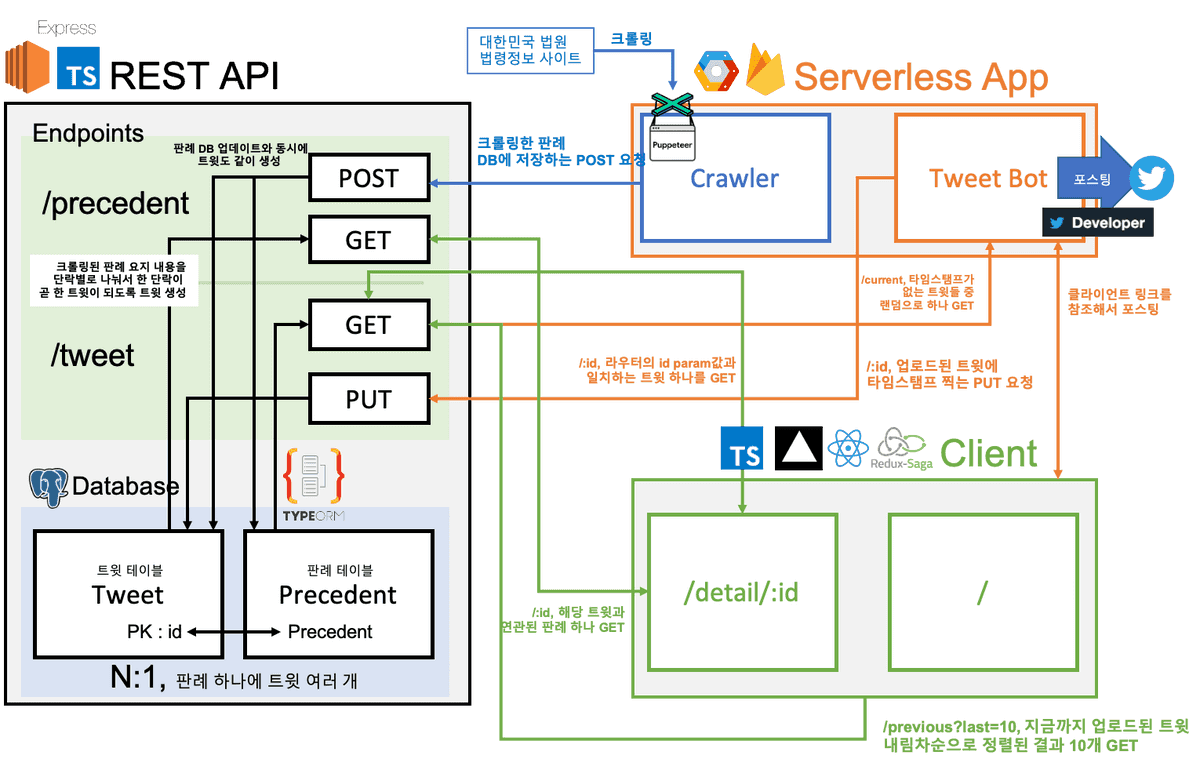 Express
TS
REST API
Endpoints
판례 DB 업데이트와 동시에
트윗도 같이 생성
/precedent
POST
GET
크롤링된 판례 요지 내용을
단락별로 나눠서 한 단락이
곧 한 트윗이 되도록 트윗 생성
/tweet
GET
PUT
Database
TYPEORM
트윗 테이블
Tweet
PK : id
판례 테이블
Precedent
Precedent
N:1, 판례 하나에 트윗 여러 개
대한민국 법원
법령정보 사이트
크롤링
크롤링한 판례
DB에 저장하는 POST 요청
Serverless App
Puppeteer
Crawler
Tweet Bot
포스팅
Developer
/current, 타임스탬프가
없는 트윗들 중
랜덤으로 하나 GET
클라이언트 링크를
참조해서 포스팅
/:id, 라우터의 id param값과
일치하는 트윗 하나를 GET
/:id, 업로드된 트윗에
타임스탬프 찍는 PUT 요청
TS
Redux-Saga
Client
/detail/:id
/
/:id, 해당 트윗과
연관된 판례 하나 GET
/previous?last=10, 지금까지 업로드된 트윗
내림차순으로 정렬된 결과 10개 GET